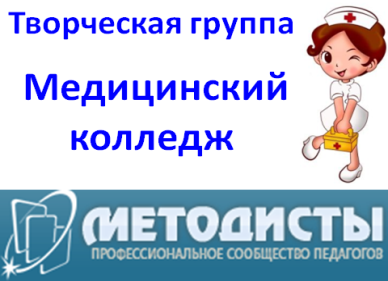 Творческая группа
Медицинский
колледж
МЕТОДИСТЫ
ПРОФЕССИОНАЛЬНОЕ СООБЩЕСТВО ПЕДАГОГОВ